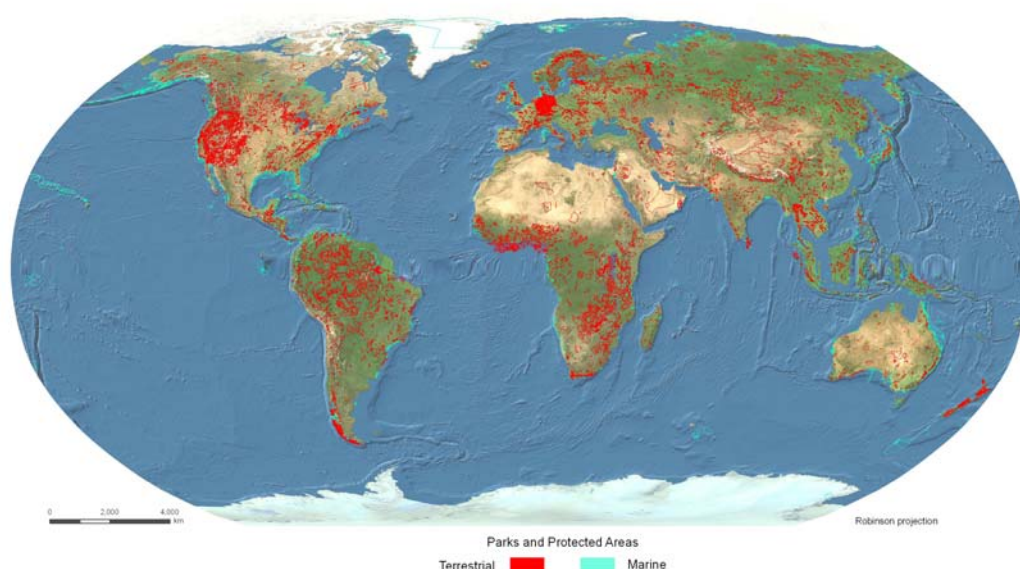 0 2,000 4,000
km
Robinson projection
Parks and Protected Areas
Terrestrial Marine